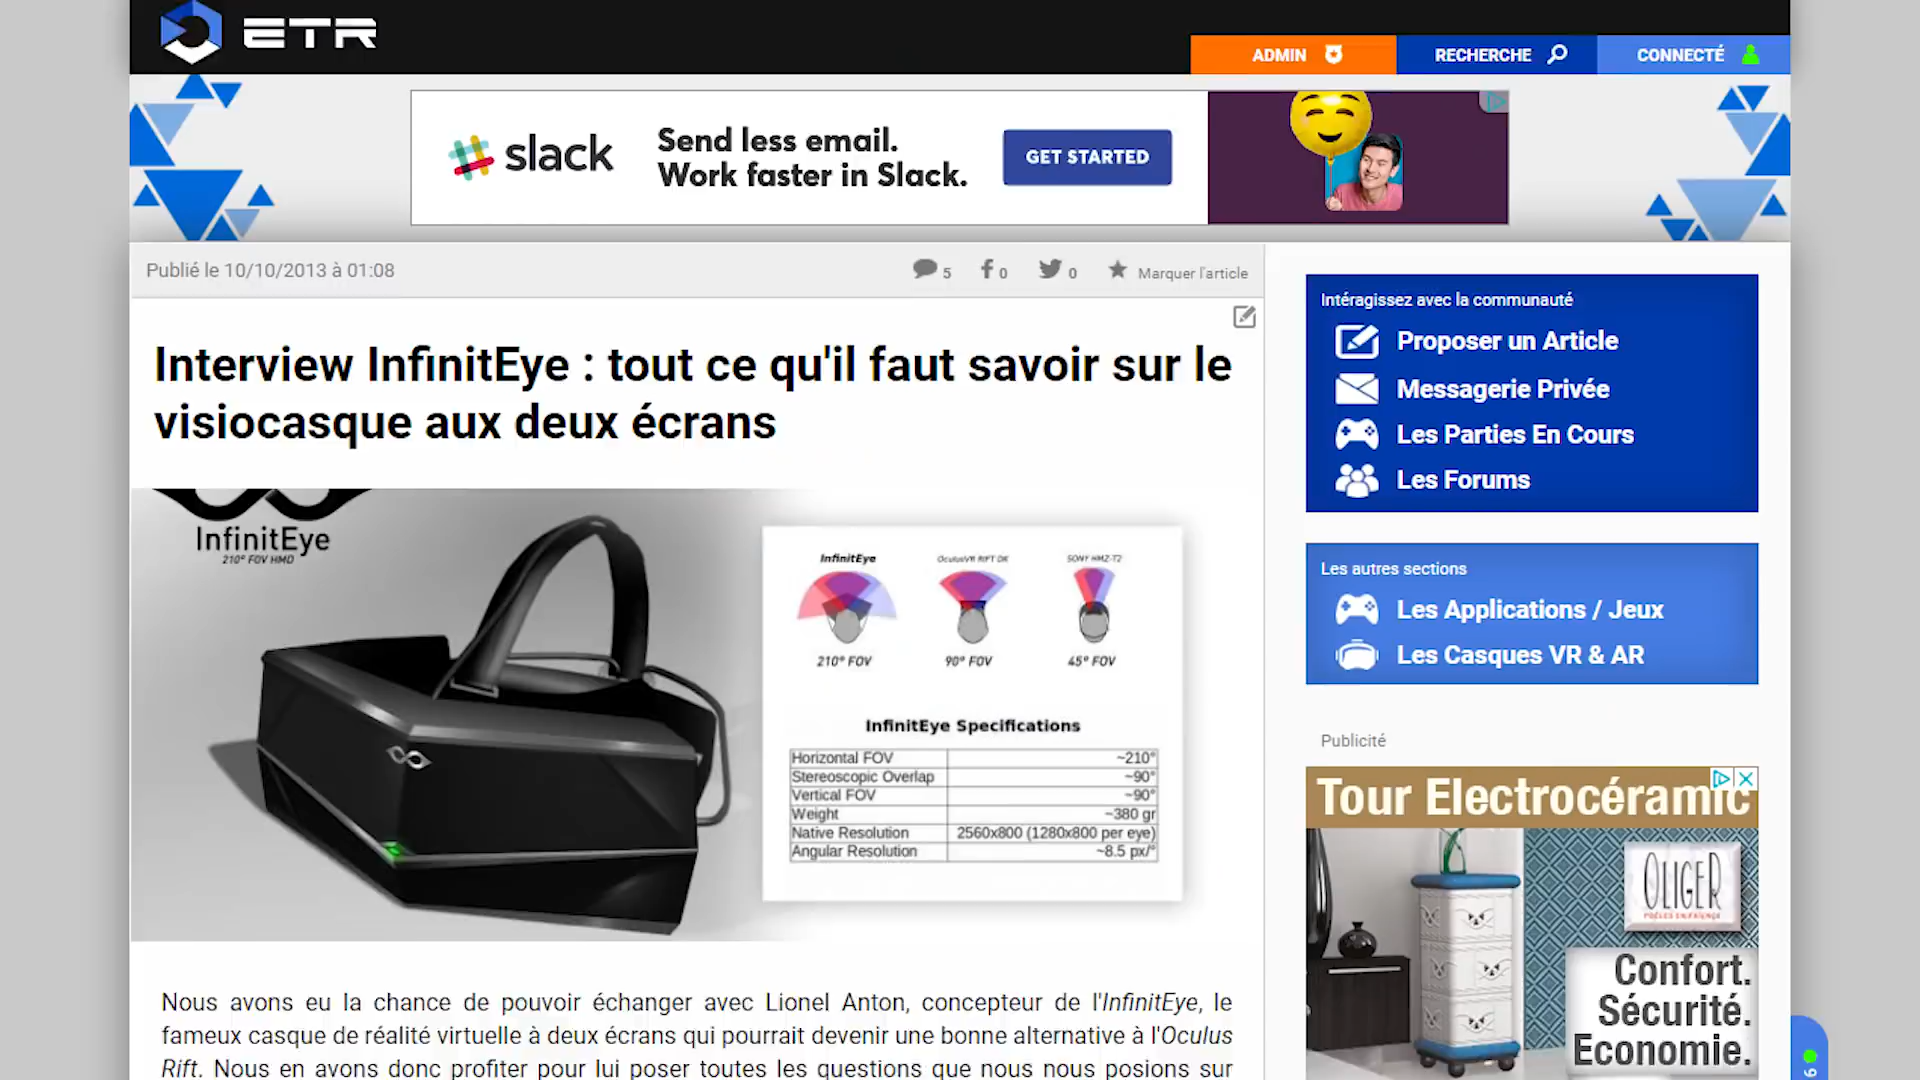 ETR
ADMIN
RECHERCHE
CONNECTÉ
slack
Send less email.
Work faster in Slack.
GET STARTED
Publié le 10/10/2013 à 01:08
5
0
0
Marquer l'article
Interview InfinitEye : tout ce qu'il faut savoir sur le
visiocasque aux deux écrans
InfinitEye
210° FOV HMD
InfinitEye
OculusVR RIFT DK
SONY HMZ-T2
210° FOV
90° FOV
45° FOV
InfinitEye Specifications
Horizontal FOV ~210°
Stereoscopic Overlap ~90°
Vertical FOV ~90°
Weight ~380 gr
Native Resolution 2560x800 (1280x800 per eye)
Angular Resolution ~8.5 px/°
Nous avons eu la chance de pouvoir échanger avec Lionel Anton, concepteur de l'InfinitEye, le
fameux casque de réalité virtuelle à deux écrans qui pourrait devenir une bonne alternative à l'Oculus
Rift. Nous en avons donc profiter pour lui poser toutes les questions que nous nous posions sur
Intéragissez avec la communauté
Proposer un Article
Messagerie Privée
Les Parties En Cours
Les Forums
Les autres sections
Les Applications / Jeux
Les Casques VR & AR
Publicité
Tour Electrocéramic
OLIGER
Confort.
Sécurité.
Economie.